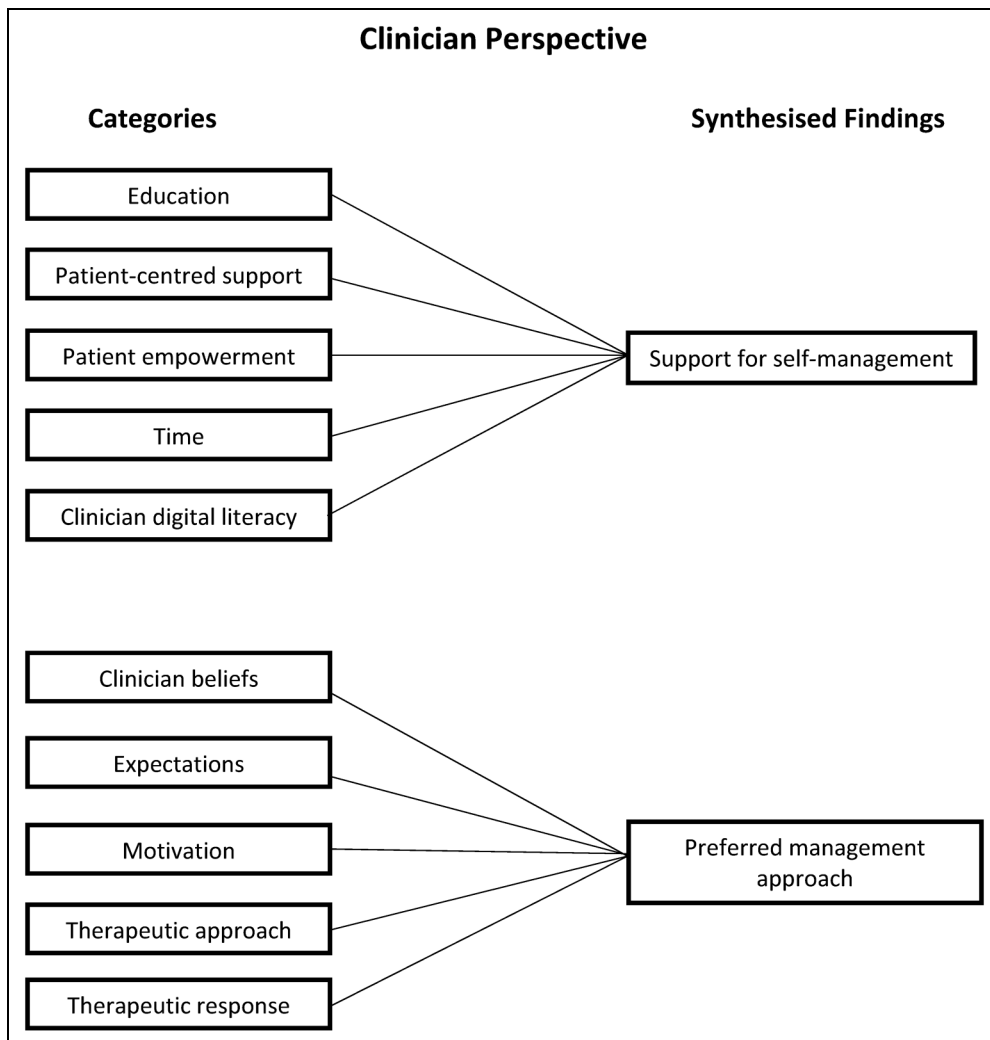 Clinician Perspective
Categories
Synthesised Findings
Education
Patient-centred support
Patient empowerment
Time
Clinician digital literacy
Support for self-management
Clinician beliefs
Expectations
Motivation
Therapeutic approach
Therapeutic response
Preferred management
approach